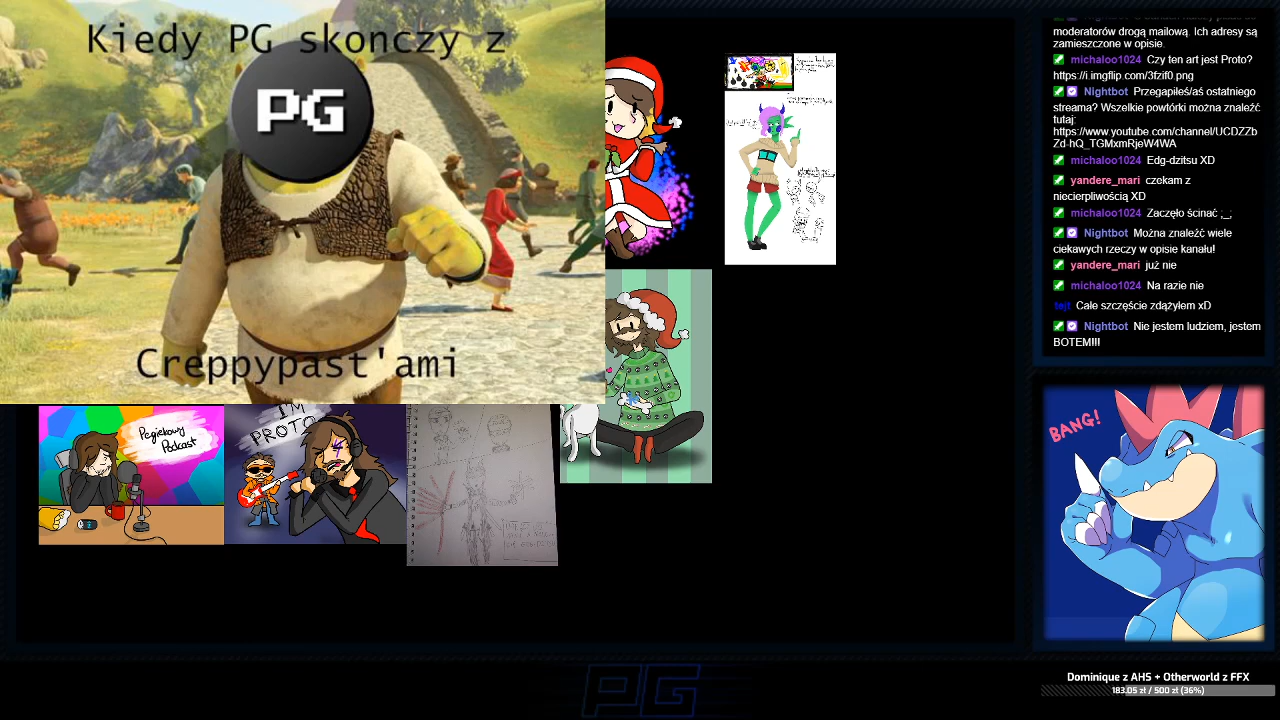 Kiedy PG skonczy z
PG
Creppypast'ami
Pegiekowy
Podcast
I'M
PROTO
moderatorów drogą mailową. Ich adresy są
zamieszczone w opisie.
michaloo1024 Czy ten art jest Proto?
https://i.imgflip.com/3fzif0.png
Nightbot Przegapiłeś/aś ostatniego
streama? Wszelkie powtórki można znaleźć
tutaj:
https://www.youtube.com/channel/UCDZZb
Zd-hQ_TGMxmRjeW4WA
michaloo1024 Edg-dzitsu XD
yandere_mari czekam z
niecierpliwością XD
michaloo1024 Zaczęło ścinać ;_;
Nightbot Można znaleźć wiele
ciekawych rzeczy w opisie kanału!
yandere_mari już nie
michaloo1024 Na razie nie
Całe szczęście zdążyłem xD
Nightbot Nie jestem ludziem, jestem
BOTEM!!!
BANG!
PG
Dominique z AHS + Otherworld z FFX
183.05 zł / 500 zł (36%)